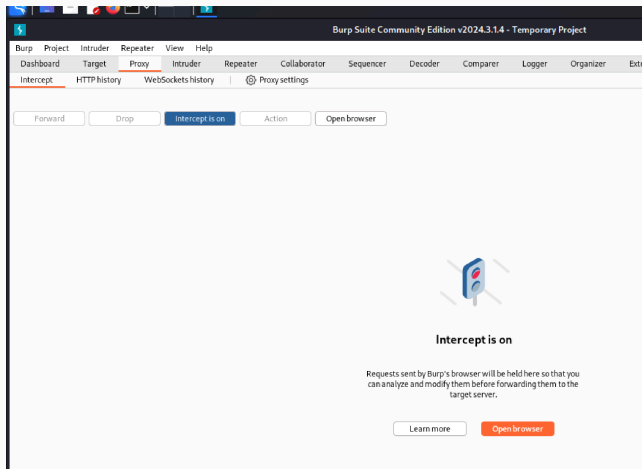 Burp Suite Community Edition v2024.3.1.4 - Temporary Project
Burp Project Intruder Repeater View Help
Dashboard Target Proxy Intruder Repeater Collaborator Sequencer Decoder Comparer Logger Organizer
Intercept HTTP history WebSockets history Proxy settings
Forward Drop Intercept is on Action Open browser
Intercept is on
Requests sent by Burp's browser will be held here so that you
can analyze and modify them before forwarding them to the
target server.
Learn more Open browser